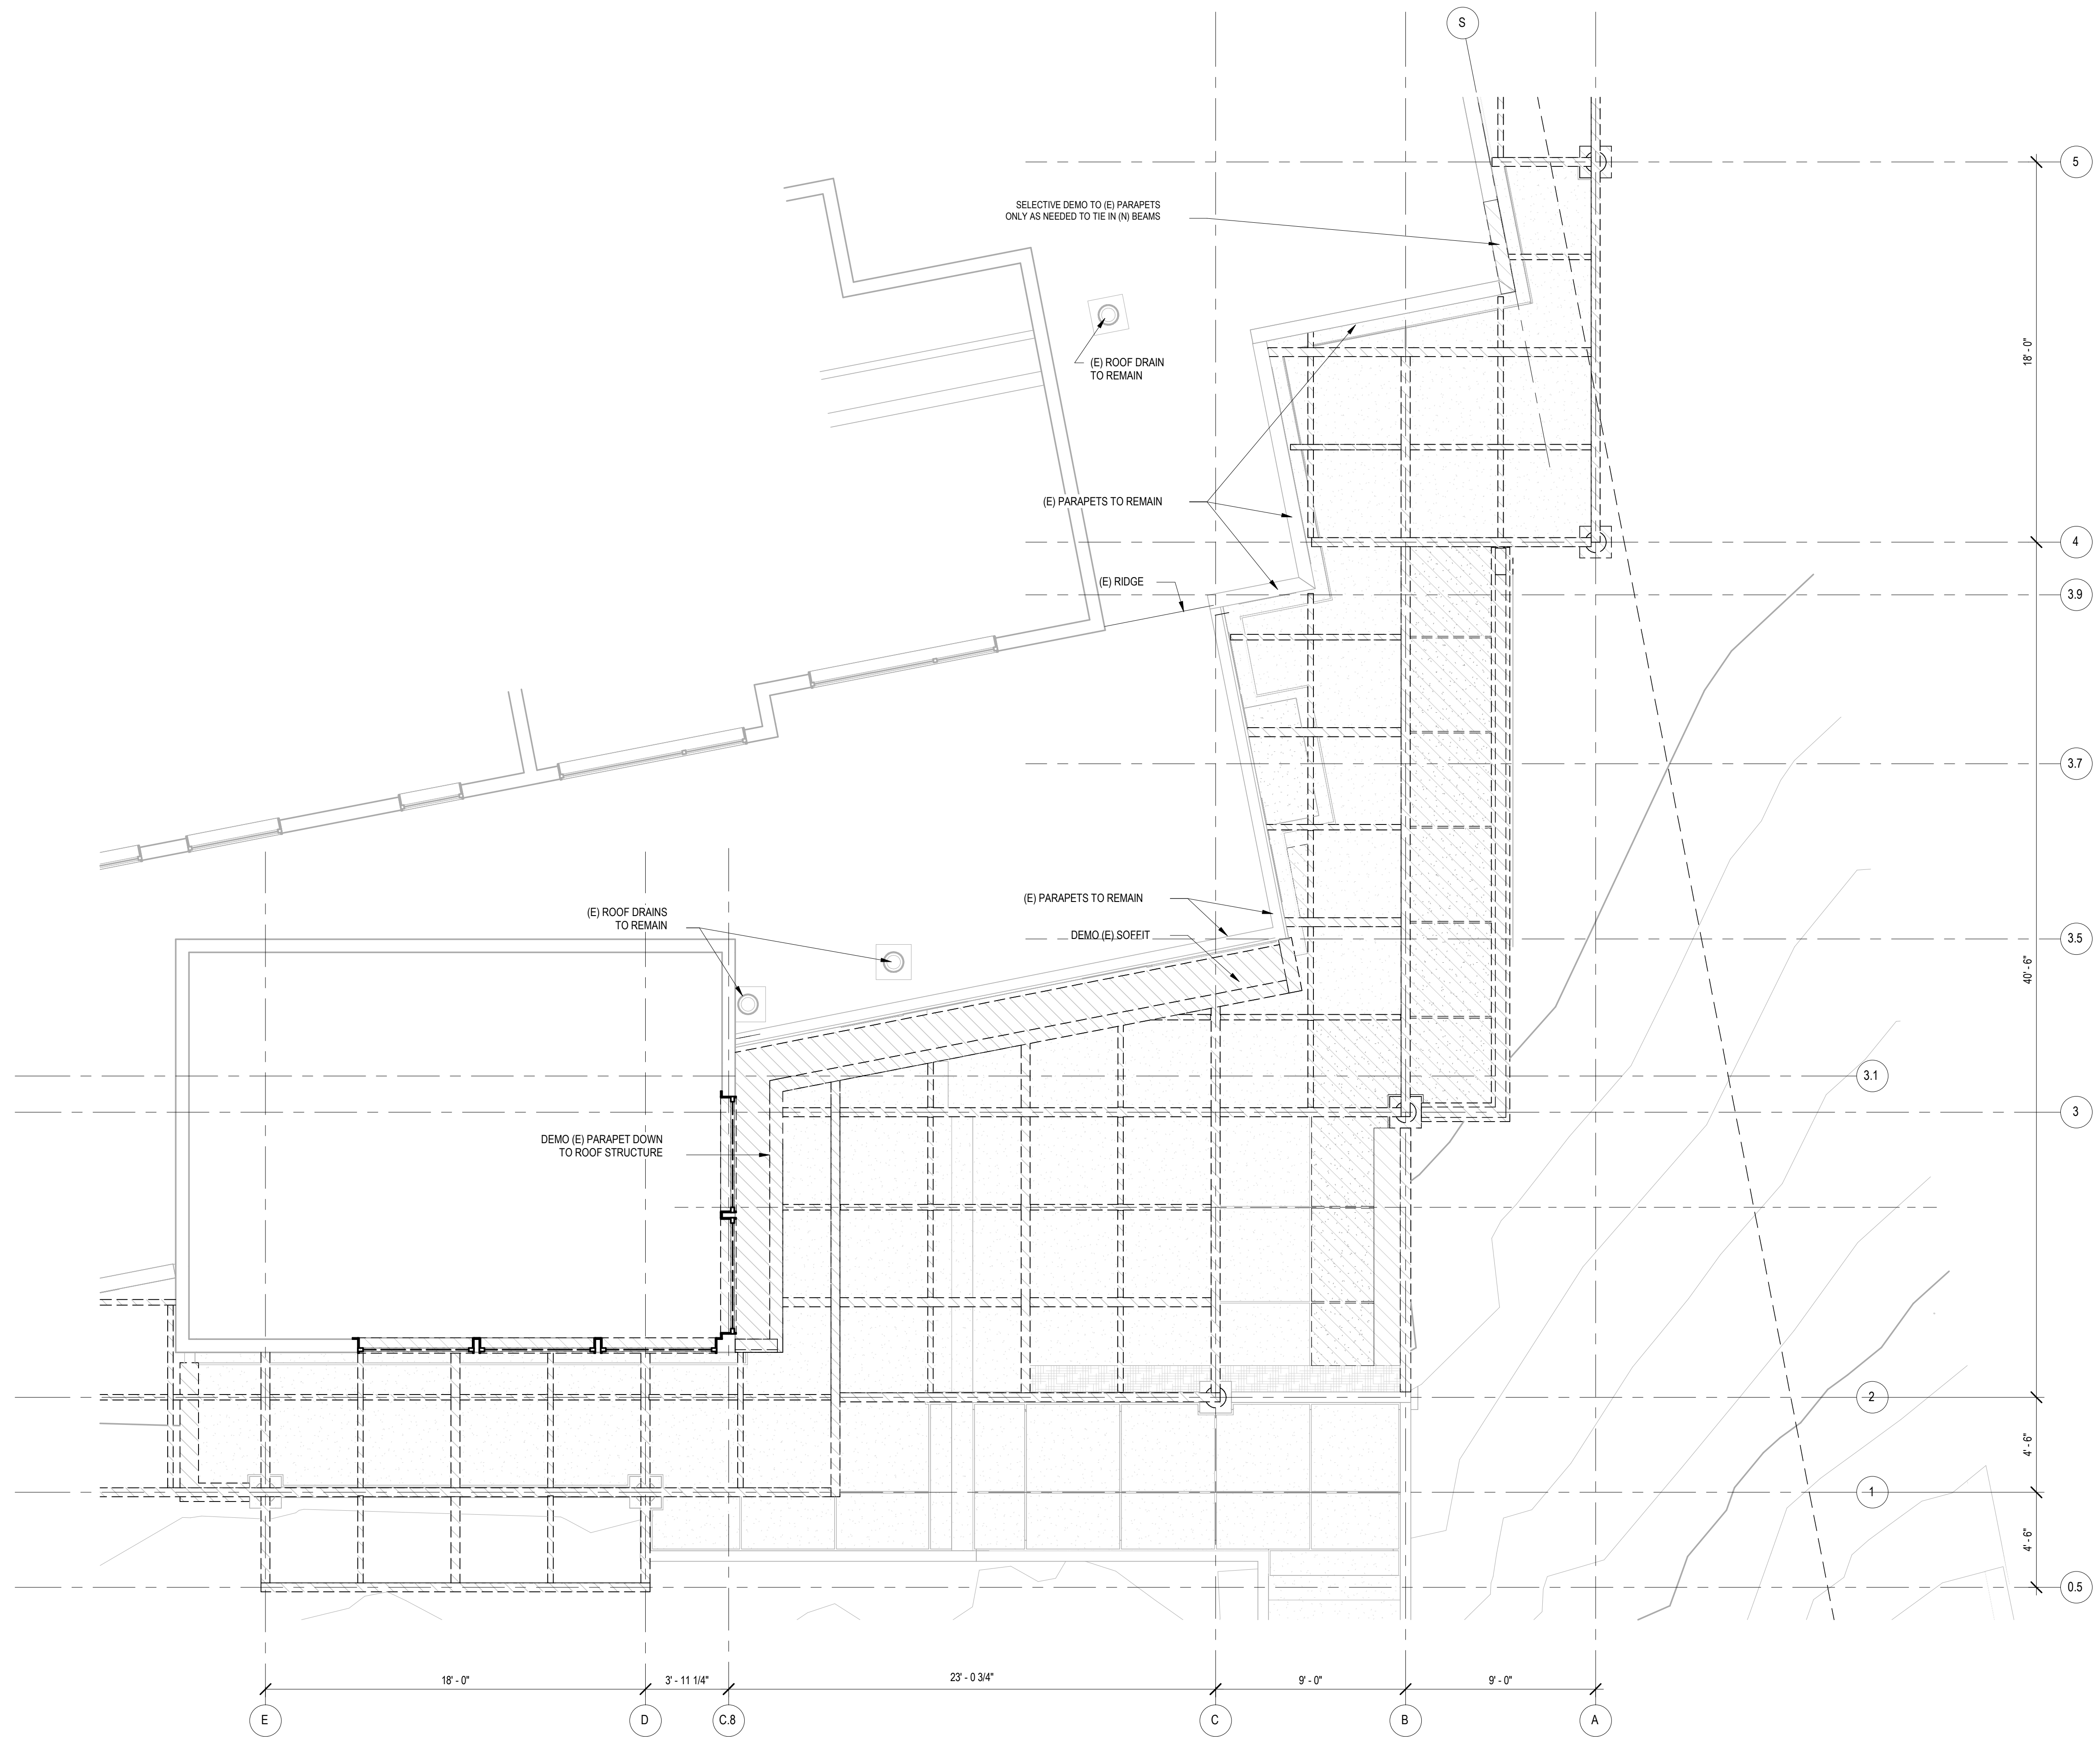 S
5
SELECTIVE DEMO TO (E) PARAPETS
ONLY AS NEEDED TO TIE IN (N) BEAMS
18' - 0"
(E) ROOF DRAIN
TO REMAIN
(E) PARAPETS TO REMAIN
4
(E) RIDGE
3.9
3.7
(E) PARAPETS TO REMAIN
(E) ROOF DRAINS
TO REMAIN
DEMO (E) SOFFIT
3.5
40' - 6"
3.1
3
DEMO (E) PARAPET DOWN
TO ROOF STRUCTURE
2
4' - 6"
1
4' - 6"
0.5
18' - 0"
3' - 11 1/4"
23' - 0 3/4"
9' - 0"
9' - 0"
E
D
C.8
C
B
A